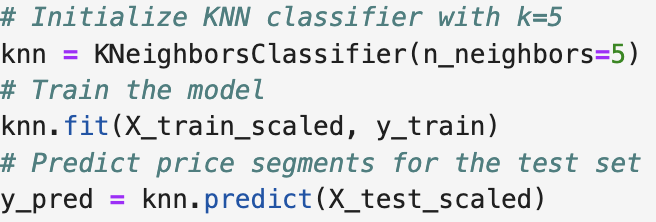 # Initialize KNN classifier with k=5
knn = KNeighborsClassifier(n_neighbors=5)
# Train the model
knn.fit(X_train_scaled, y_train)
# Predict price segments for the test set
y_pred = knn.predict(X_test_scaled)